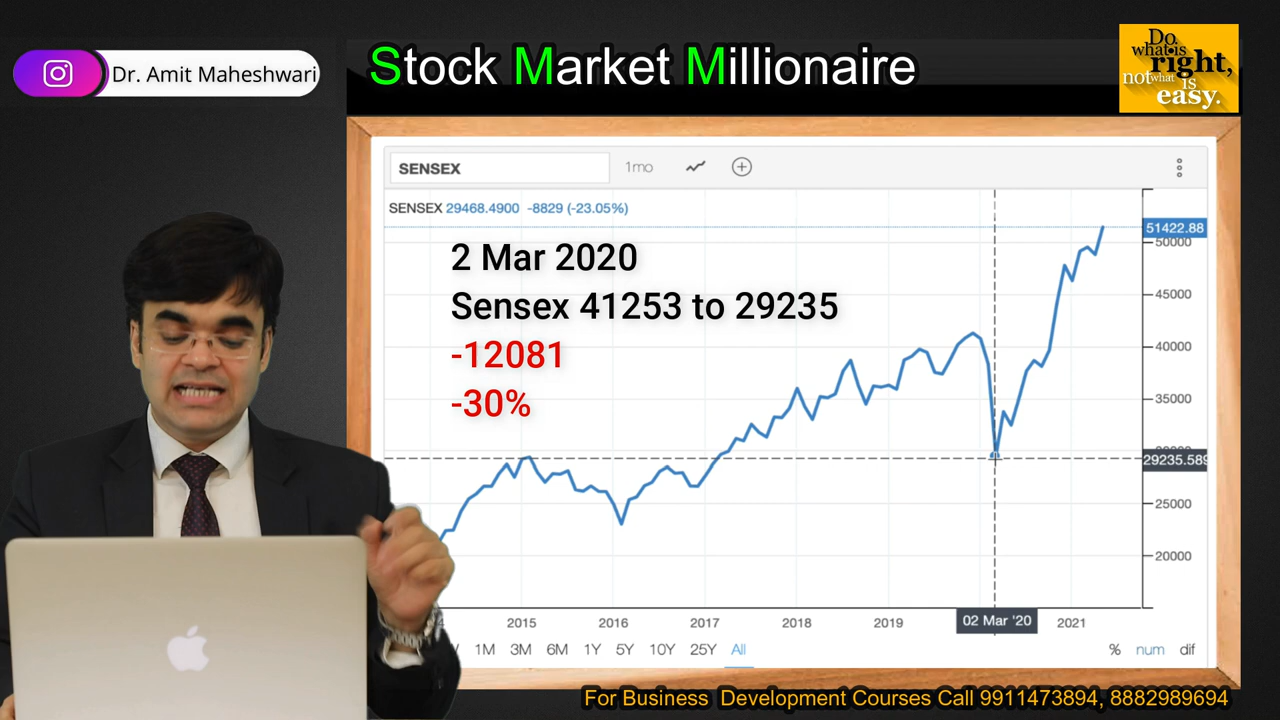 Dr. Amit Maheshwari
Stock Market Millionaire
Do
what is
right,
not what
is
easy.
SENSEX
1mo
SENSEX 29468.4900 -8829 (-23.05%)
2 Mar 2020
Sensex 41253 to 29235
-12081
-30%
51422.88
50000
45000
40000
35000
29235.589
25000
20000
2015 2016 2017 2018 2019 02 Mar '20 2021
1M 3M 6M 1Y 5Y 10Y 25Y All % num dif
For Business Development Courses Call 9911473894, 8882989694